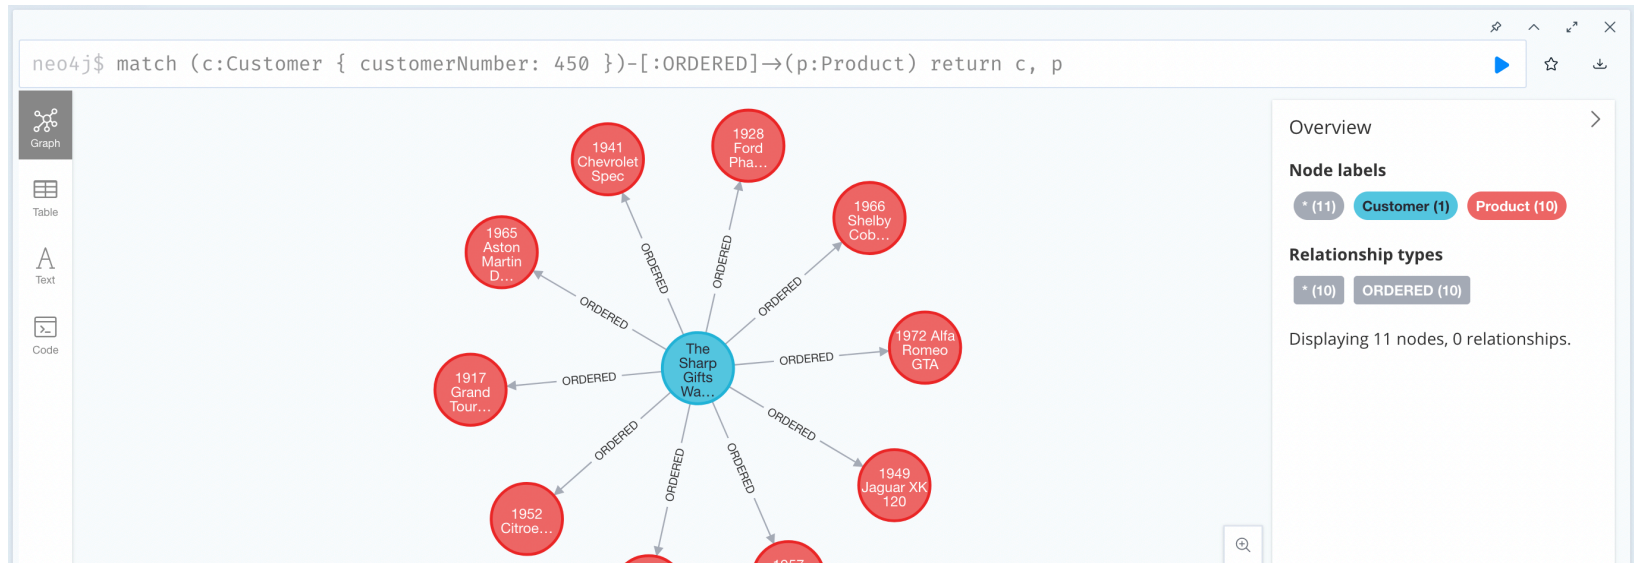 neo4j$ match (c:Customer { customerNumber: 450 })-[:ORDERED]→(p:Product) return c, p
Graph
Table
Text
Code
1941
Chevrolet
Spec
1928
Ford
Pha…
1966
Shelby
Cob…
1965
Aston
Martin
D…
1972 Alfa
Romeo
GTA
1917
Grand
Tour…
1949
Jaguar XK
120
1952
Citroe…
1957
The
Sharp
Gifts
Wa…
ORDERED
ORDERED
ORDERED
ORDERED
ORDERED
ORDERED
ORDERED
ORDERED
ORDERED
ORDERED
Overview
Node labels
* (11) Customer (1) Product (10)
Relationship types
* (10) ORDERED (10)
Displaying 11 nodes, 0 relationships.